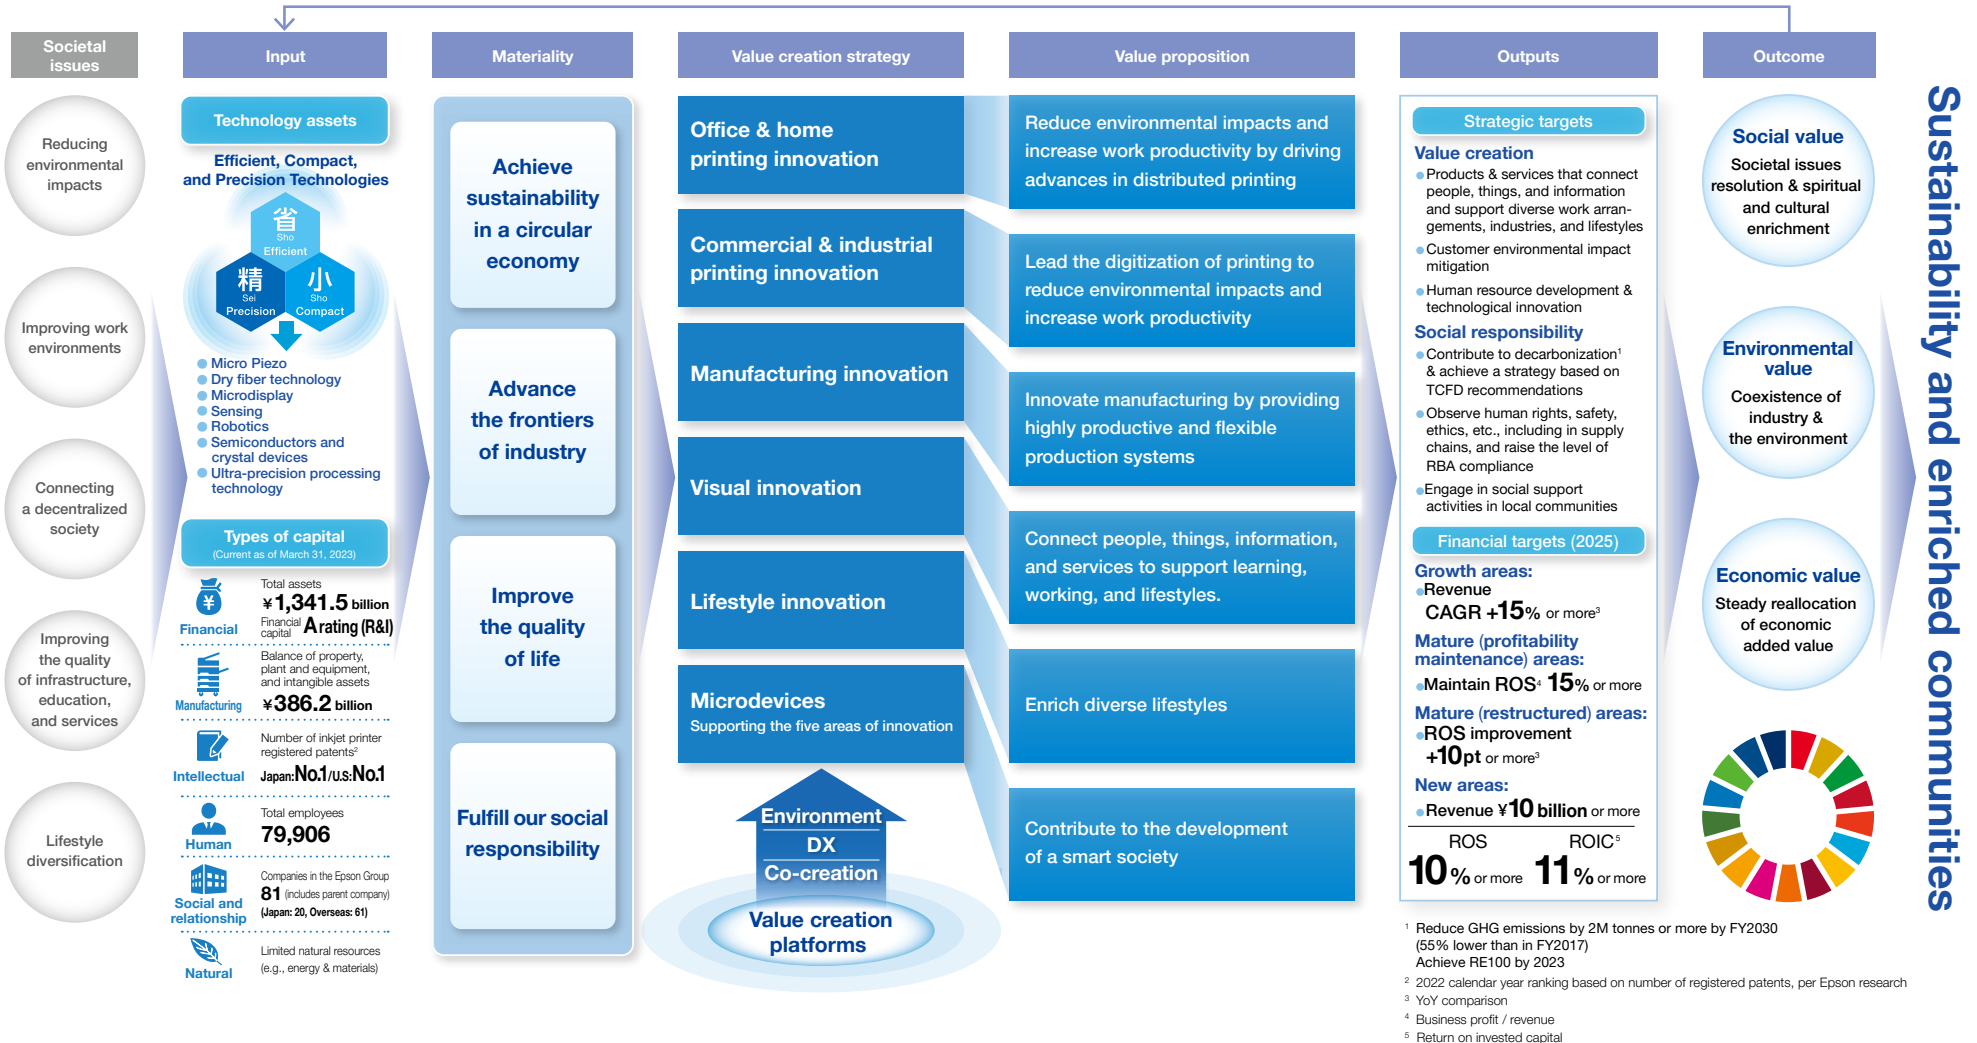 Societal
issues
Input
Materiality
Value creation strategy
Value proposition
Outputs
Outcome
Reducing
environmental
impacts
Improving work
environments
Connecting
a decentralized
society
Improving
the quality
of infrastructure,
education,
and services
Lifestyle
diversification
Technology assets
Efficient, Compact,
and Precision Technologies
省
Sho
Efficient
精
Sei
Precision
小
Sho
Compact
Micro Piezo
Dry fiber technology
Microdisplay
Sensing
Robotics
Semiconductors and
crystal devices
Ultra-precision processing
technology
Types of capital
(Current as of March 31, 2023)
¥
Financial
Total assets
¥1,341.5 billion
Financial
capital A rating (R&I)
Manufacturing
Balance of property,
plant and equipment,
and intangible assets
¥386.2 billion
Intellectual
Number of inkjet printer
registered patents2
Japan:No.1/U.S:No.1
Human
Total employees
79,906
Social and
relationship
Companies in the Epson Group
81 (includes parent company)
(Japan: 20, Overseas: 61)
Natural
Limited natural resources
(e.g., energy & materials)
Achieve
sustainability
in a circular
economy
Advance
the frontiers
of industry
Improve
the quality
of life
Fulfill our social
responsibility
Office & home
printing innovation
Commercial & industrial
printing innovation
Manufacturing innovation
Visual innovation
Lifestyle innovation
Microdevices
Supporting the five areas of innovation
Environment
DX
Co-creation
Value creation
platforms
Reduce environmental impacts and
increase work productivity by driving
advances in distributed printing
Lead the digitization of printing to
reduce environmental impacts and
increase work productivity
Innovate manufacturing by providing
highly productive and flexible
production systems
Connect people, things, information,
and services to support learning,
working, and lifestyles.
Enrich diverse lifestyles
Contribute to the development
of a smart society
Strategic targets
Value creation
Products & services that connect
people, things, and information
and support diverse work arran-
gements, industries, and lifestyles
Customer environmental impact
mitigation
Human resource development &
technological innovation
Social responsibility
Contribute to decarbonization1
& achieve a strategy based on
TCFD recommendations
Observe human rights, safety,
ethics, etc., including in supply
chains, and raise the level of
RBA compliance
Engage in social support
activities in local communities
Financial targets (2025)
Growth areas:
Revenue
CAGR +15% or more3
Mature (profitability
maintenance) areas:
Maintain ROS4 15% or more
Mature (restructured) areas:
ROS improvement
+10pt or more3
New areas:
Revenue ¥10 billion or more
ROS
10% or more
ROIC5
11% or more
Social value
Societal issues
resolution & spiritual
and cultural
enrichment
Environmental
value
Coexistence of
industry &
the environment
Economic value
Steady reallocation
of economic
added value
Sustainability and enriched communities
1 Reduce GHG emissions by 2M tonnes or more by FY2030
(55% lower than in FY2017)
Achieve RE100 by 2023
2 2022 calendar year ranking based on number of registered patents, per Epson research
3 YoY comparison
4 Business profit / revenue
5 Return on invested capital